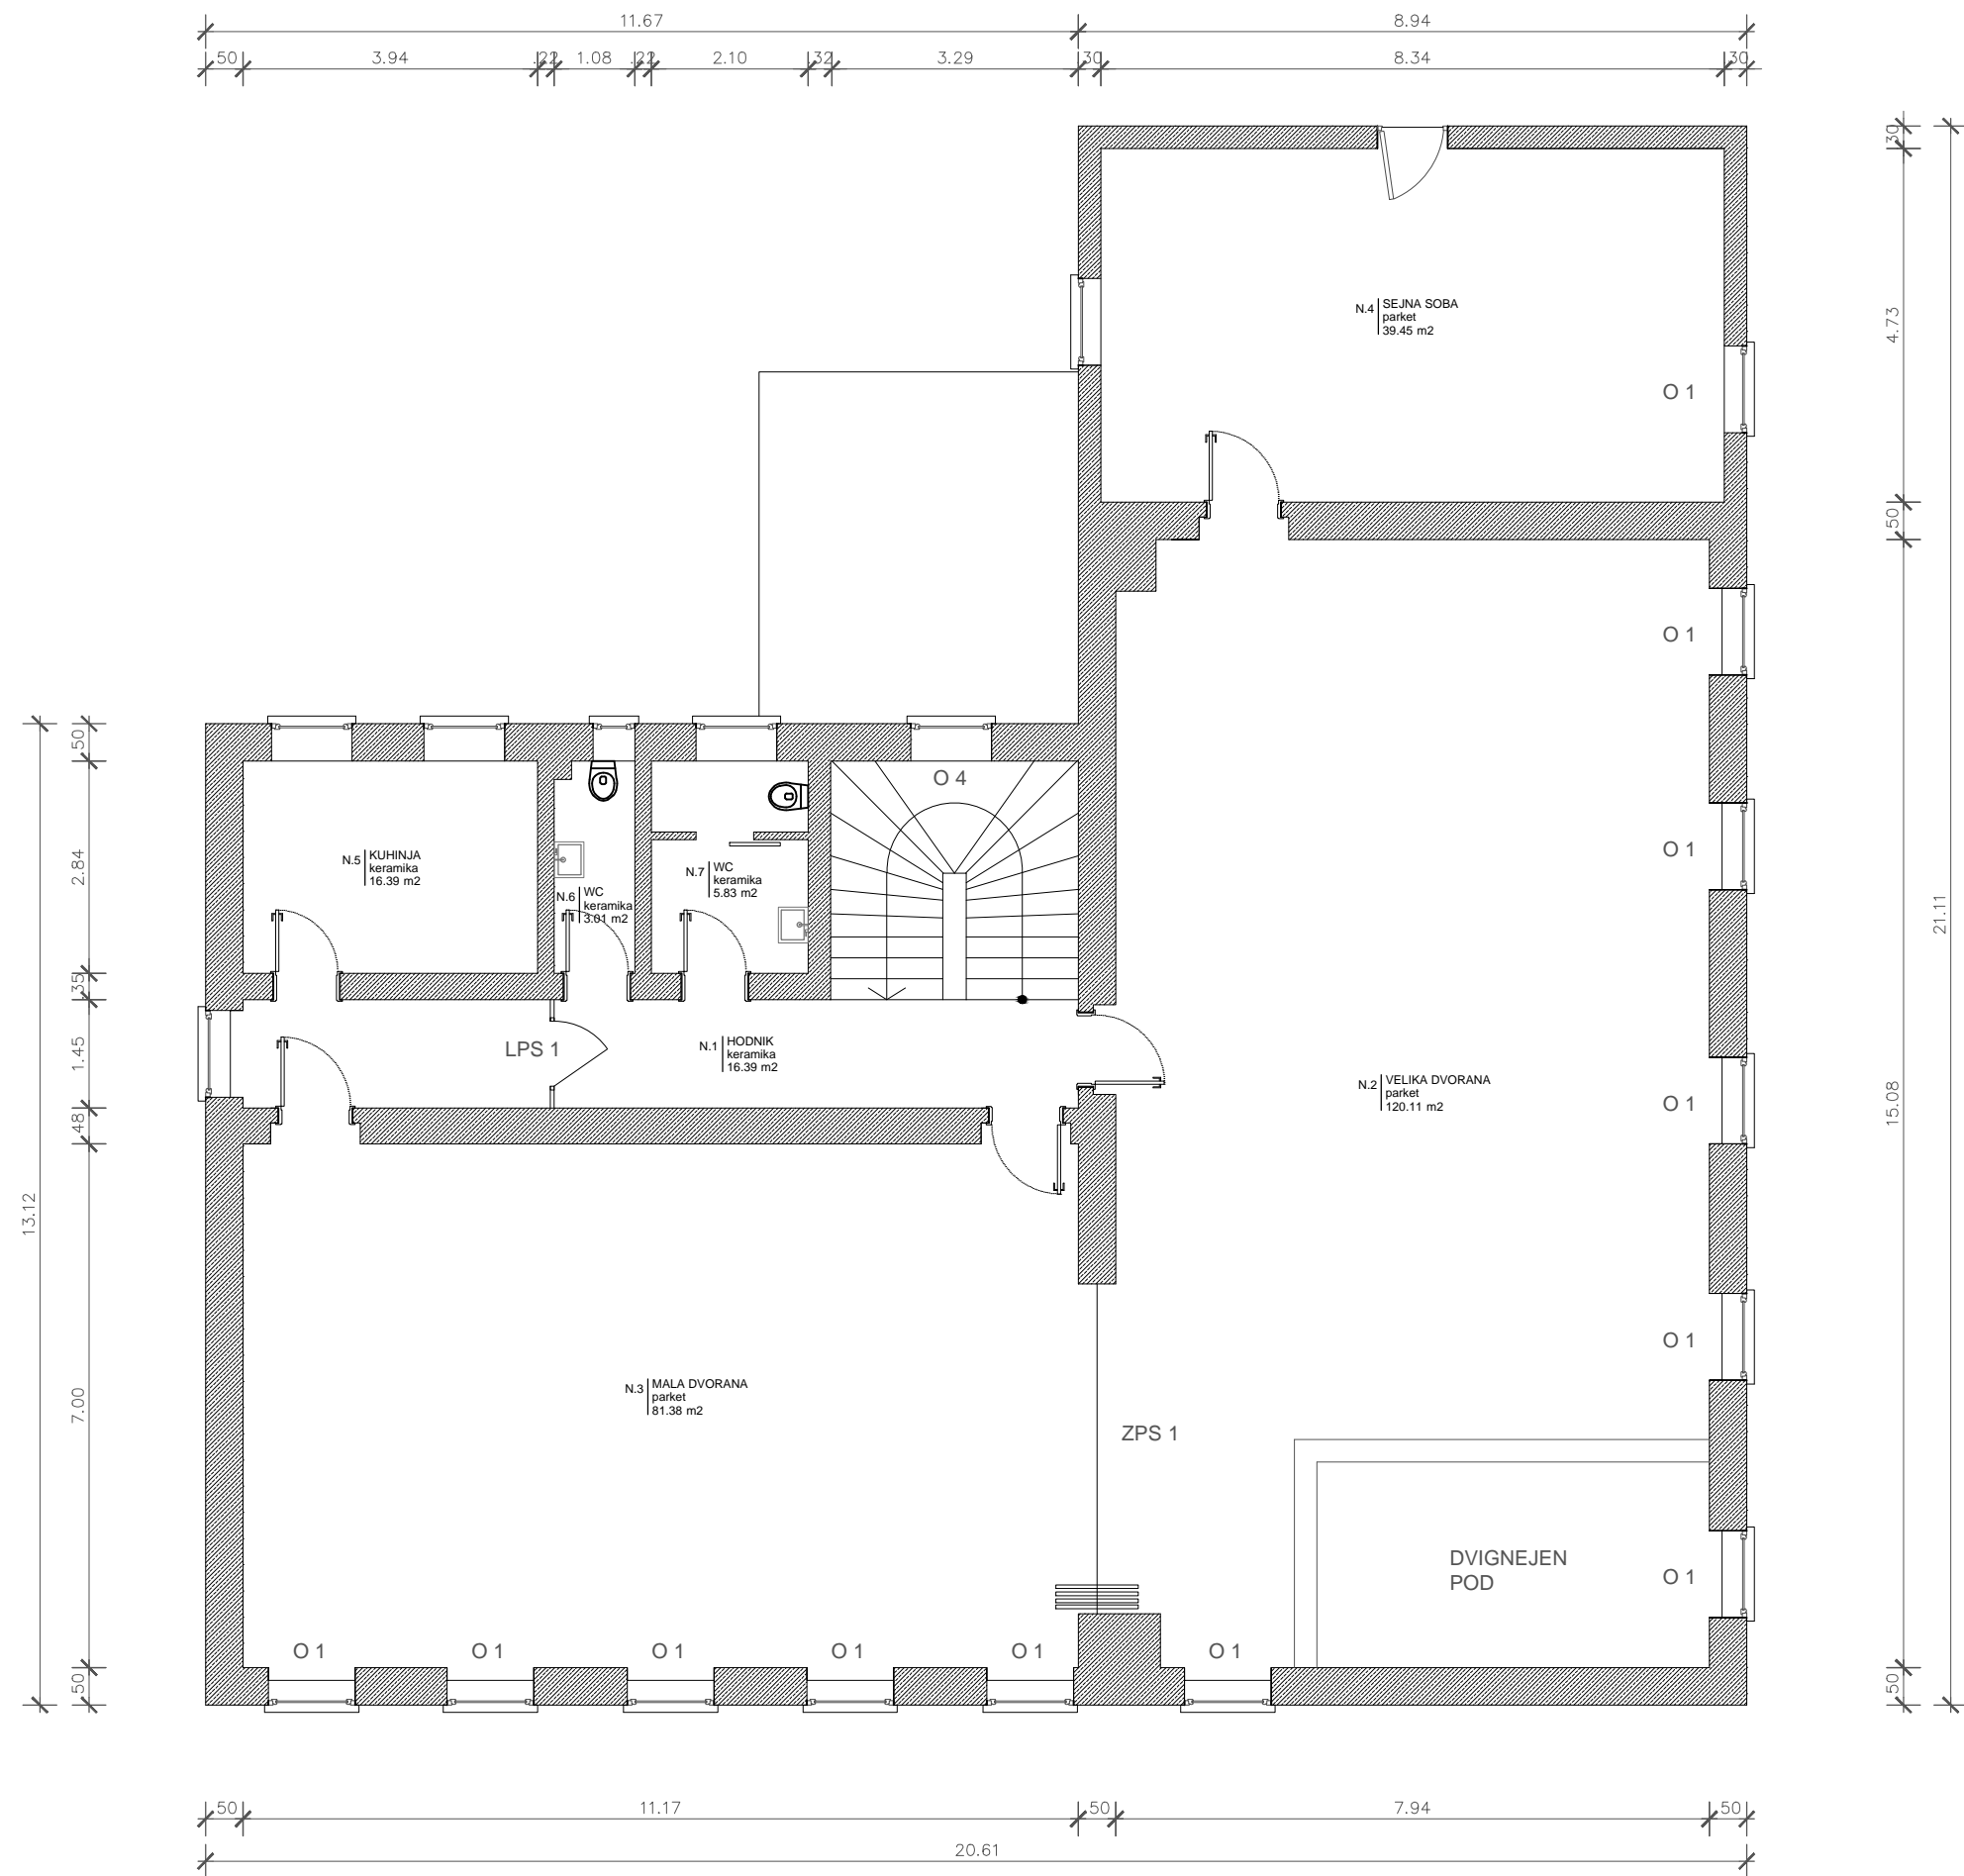 11.67
8.94
50
3.94
.22
1.08
.22
2.10
32
3.29
30
8.34
30
N.4
SEJNA SOBA
parket
39.45 m2
O 1
30
4.73
50
15.08
50
21.11
O 1
O 1
O 1
O 1
O 1
O 4
N.5
KUHINJA
keramika
16.39 m2
N.6
WC
keramika
3.01 m2
N.7
WC
keramika
5.83 m2
LPS 1
N.1
HODNIK
keramika
16.39 m2
N.2
VELIKA DVORANA
parket
120.11 m2
50
2.84
35
1.45
48
7.00
50
13.12
N.3
MALA DVORANA
parket
81.38 m2
ZPS 1
DVIGNEJEN
POD
O 1
O 1
O 1
O 1
O 1
O 1
50
11.17
50
7.94
50
20.61